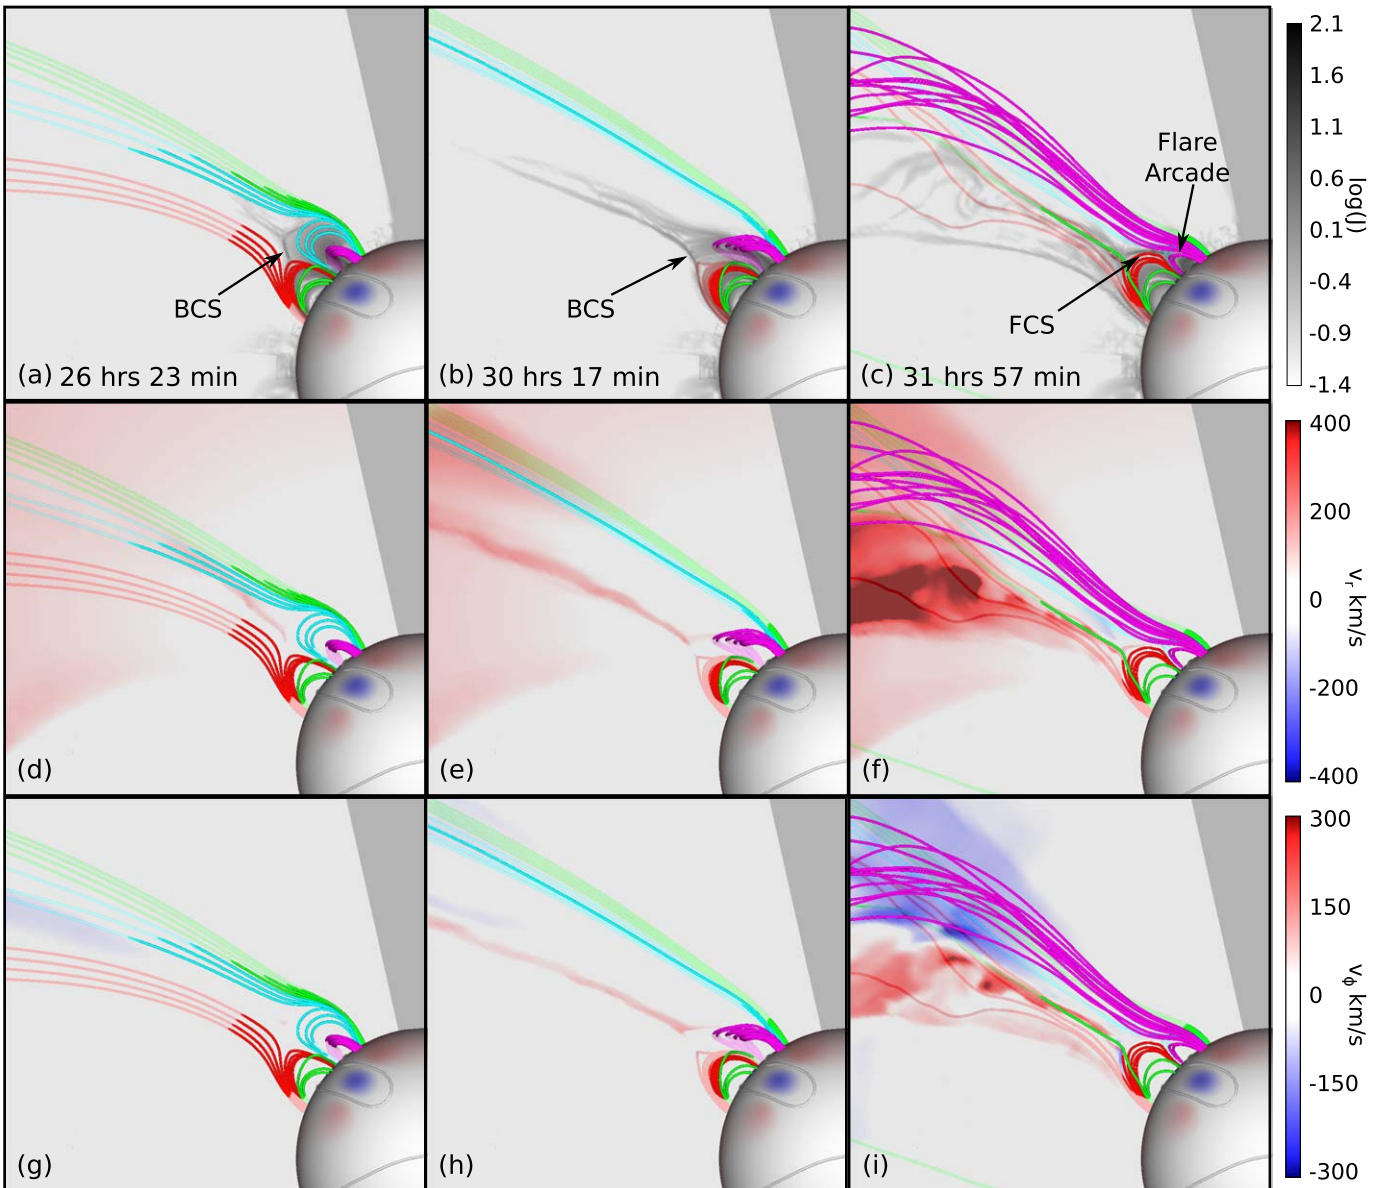 BCS
(a) 26 hrs 23 min
BCS
(b) 30 hrs 17 min
Flare
Arcade
FCS
(c) 31 hrs 57 min
2.1
1.6
1.1
0.6
0.1
-0.4
-0.9
-1.4
log(J)
(d)
(e)
(f)
400
200
0
-200
-400
v_r km/s
(g)
(h)
(i)
300
150
0
-150
-300
v_ϕ km/s